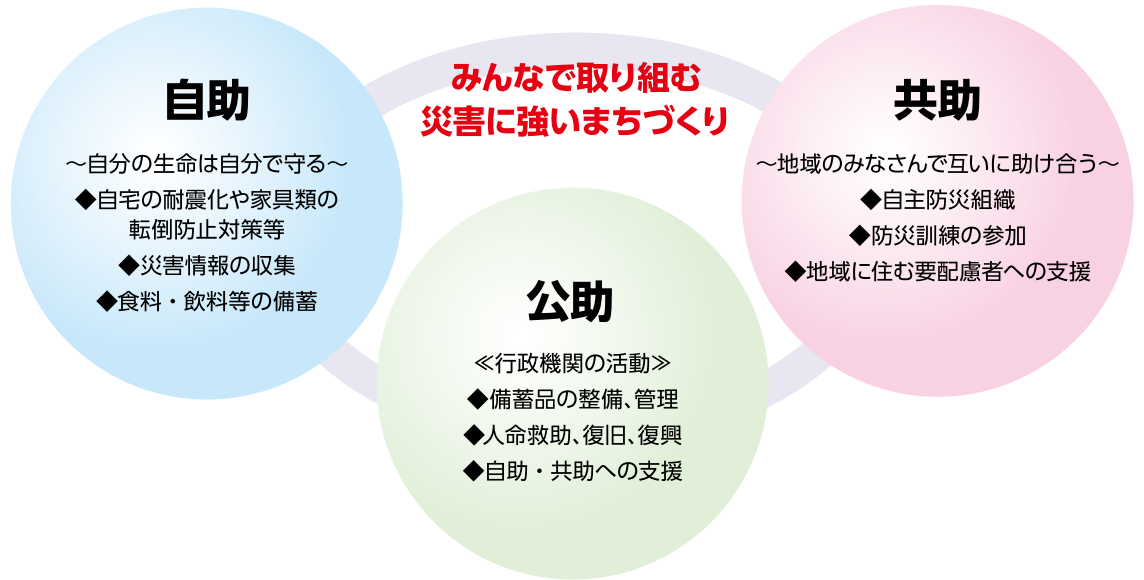 みんなで取り組む
災害に強いまちづくり
自助
～自分の生命は自分で守る～
◆自宅の耐震化や家具類の
転倒防止対策等
◆災害情報の収集
◆食料・飲料等の備蓄
共助
～地域のみなさんで互いに助け合う～
◆自主防災組織
◆防災訓練の参加
◆地域に住む要配慮者への支援
公助
≪行政機関の活動≫
◆備蓄品の整備、管理
◆人命救助、復旧、復興
◆自助・共助への支援